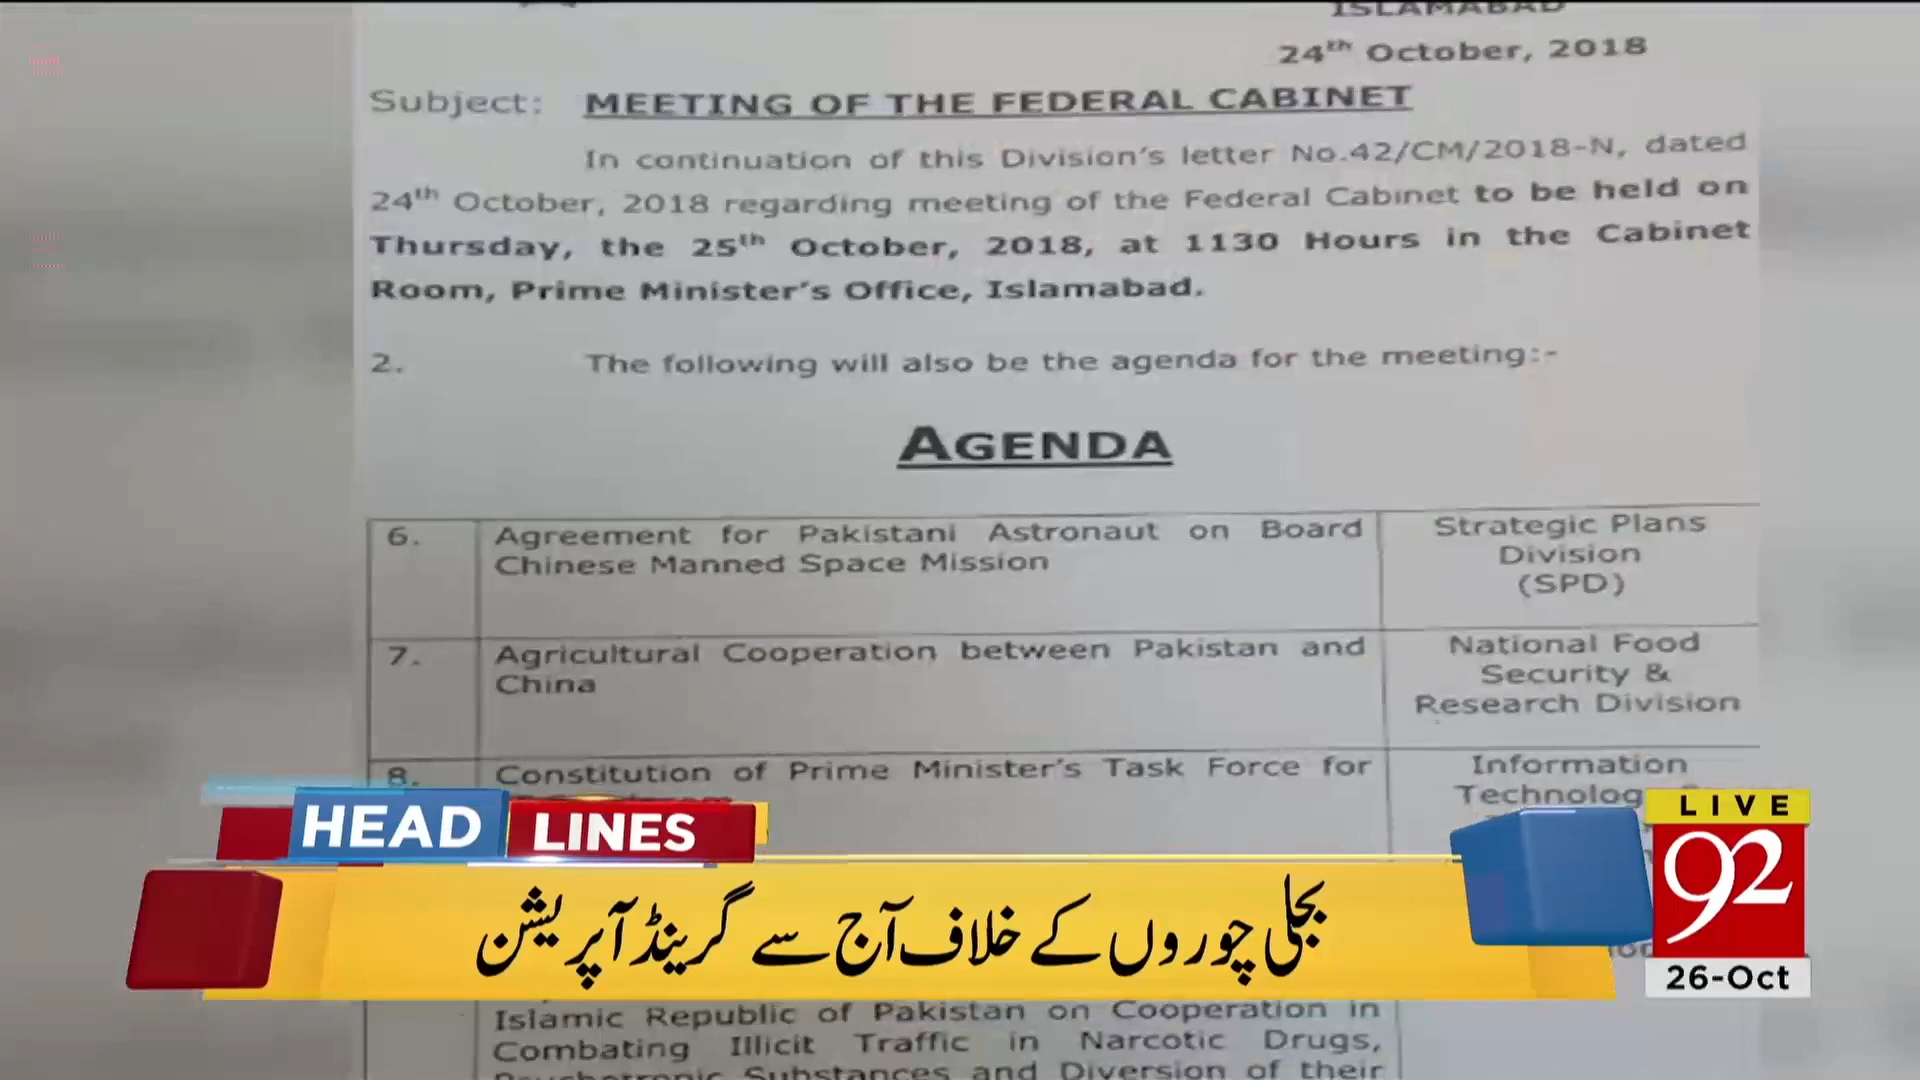 ISLAMABAD
24th October, 2018
Subject: MEETING OF THE FEDERAL CABINET
In continuation of this Division's letter No.42/CM/2018-N, dated
24th October, 2018 regarding meeting of the Federal Cabinet to be held on
Thursday, the 25th October, 2018, at 1130 Hours in the Cabinet
Room, Prime Minister's Office, Islamabad.
2. The following will also be the agenda for the meeting:-
AGENDA
6. Agreement for Pakistani Astronaut on Board
Chinese Manned Space Mission
Strategic Plans
Division
(SPD)
7. Agricultural Cooperation between Pakistan and
China
National Food
Security &
Research Division
8. Constitution of Prime Minister's Task Force for
Information
HEAD LINES
LIVE
92
26-Oct
بجلی چوروں کے خلاف آج سے گرینڈ آپریشن
Islamic Republic of Pakistan on Cooperation in
Combating Illicit Traffic in Narcotic Drugs,
Psychotropic Substances and Diversion of their